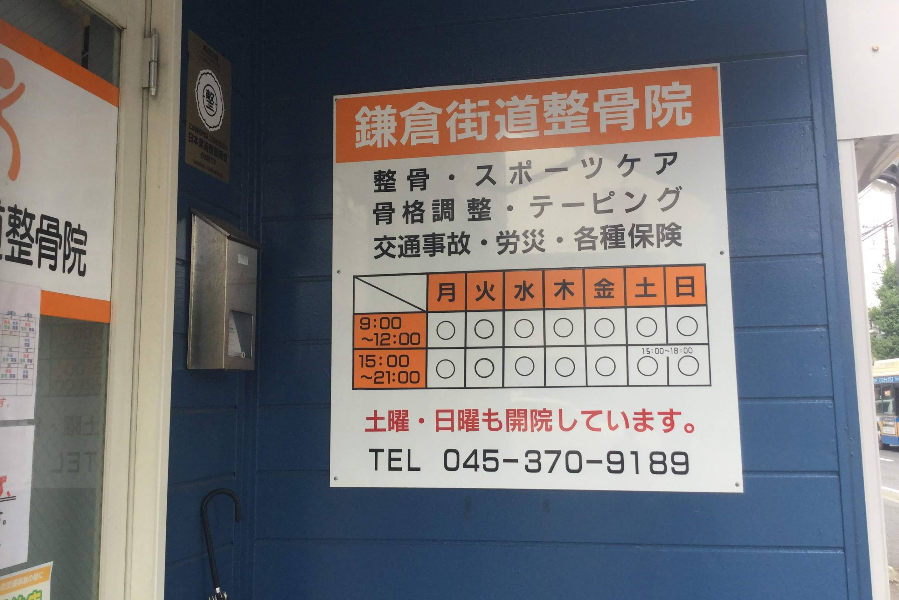 鎌倉街道整骨院
整骨・スポーツケア
骨格調整・テーピング
交通事故・労災・各種保険
月 火 水 木 金 土 日
9:00
～12:00 ○ ○ ○ ○ ○ ○ ○
15:00～18:00
15:00
～21:00 ○ ○ ○ ○ ○ ○ ○
土曜・日曜も開院しています。
TEL 045-370-9189
道整骨院